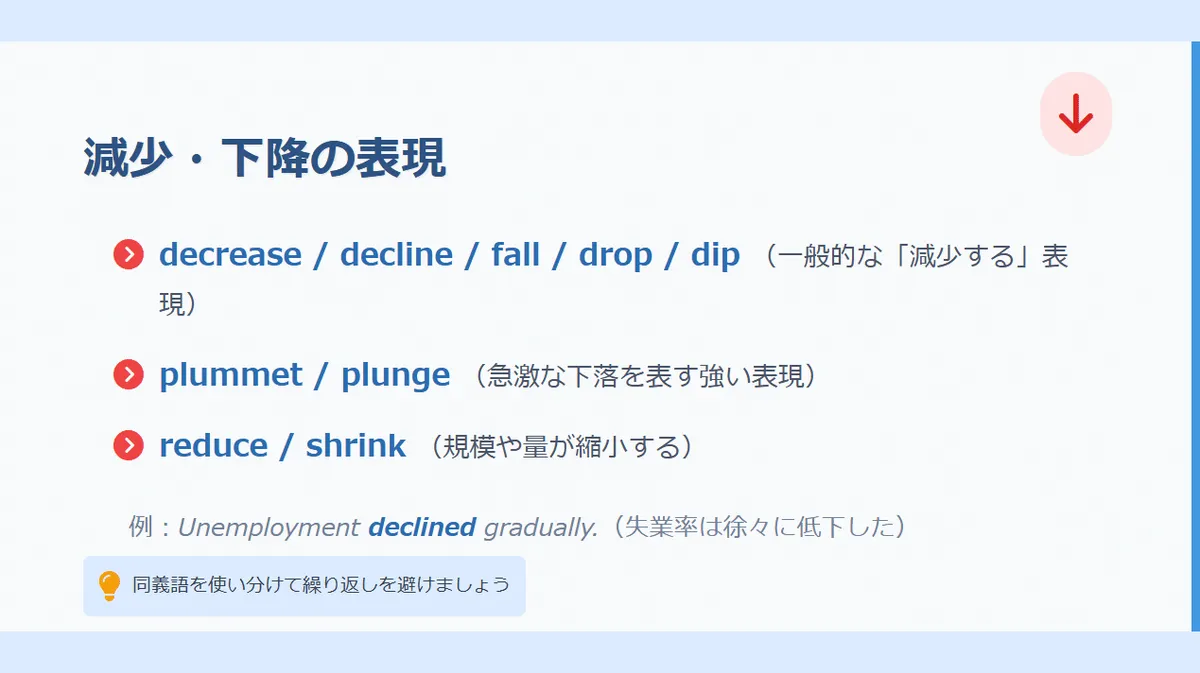 減少・下降の表現
decrease / decline / fall / drop / dip （一般的な「減少する」表
現）
plummet / plunge （急激な下落を表す強い表現）
reduce / shrink （規模や量が縮小する）
例：Unemployment declined gradually.（失業率は徐々に低下した）
同義語を使い分けて繰り返しを避けましょう